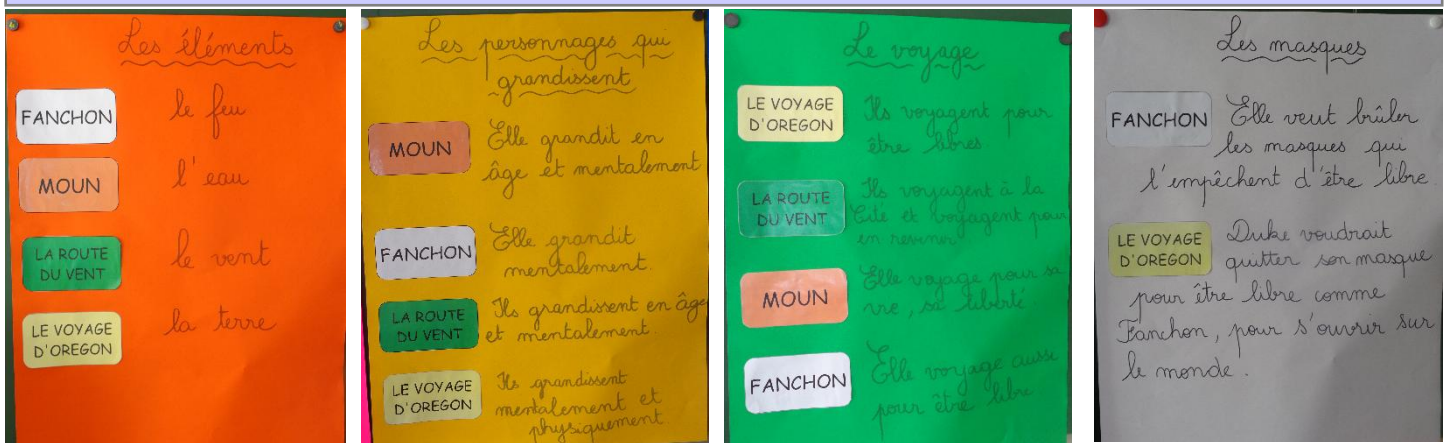 Les éléments
FANCHON le feu
MOUN l'eau
LA ROUTE
DU VENT le vent
LE VOYAGE
D'OREGON la terre
Les personnages qui
grandissent
MOUN Elle grandit en
âge et mentalement
FANCHON Elle grandit
mentalement.
LA ROUTE
DU VENT Ils grandissent en âge
et mentalement.
LE VOYAGE
D'OREGON Ils grandissent
mentalement et
physiquement.
Le voyage
LE VOYAGE
D'OREGON Ils voyagent pour
être libres
LA ROUTE
DU VENT Ils voyagent à la
Cité et voyagent pour
en revenir
MOUN Elle voyage pour sa
vie, sa liberté
FANCHON Elle voyage aussi
pour être libre.
Les masques
FANCHON Elle veut brûler
les masques qui
l'empêchent d'être libre.
LE VOYAGE
D'OREGON Duke voudrait
quitter son masque
pour être libre comme
Fanchon, pour s'ouvrir sur
le monde.